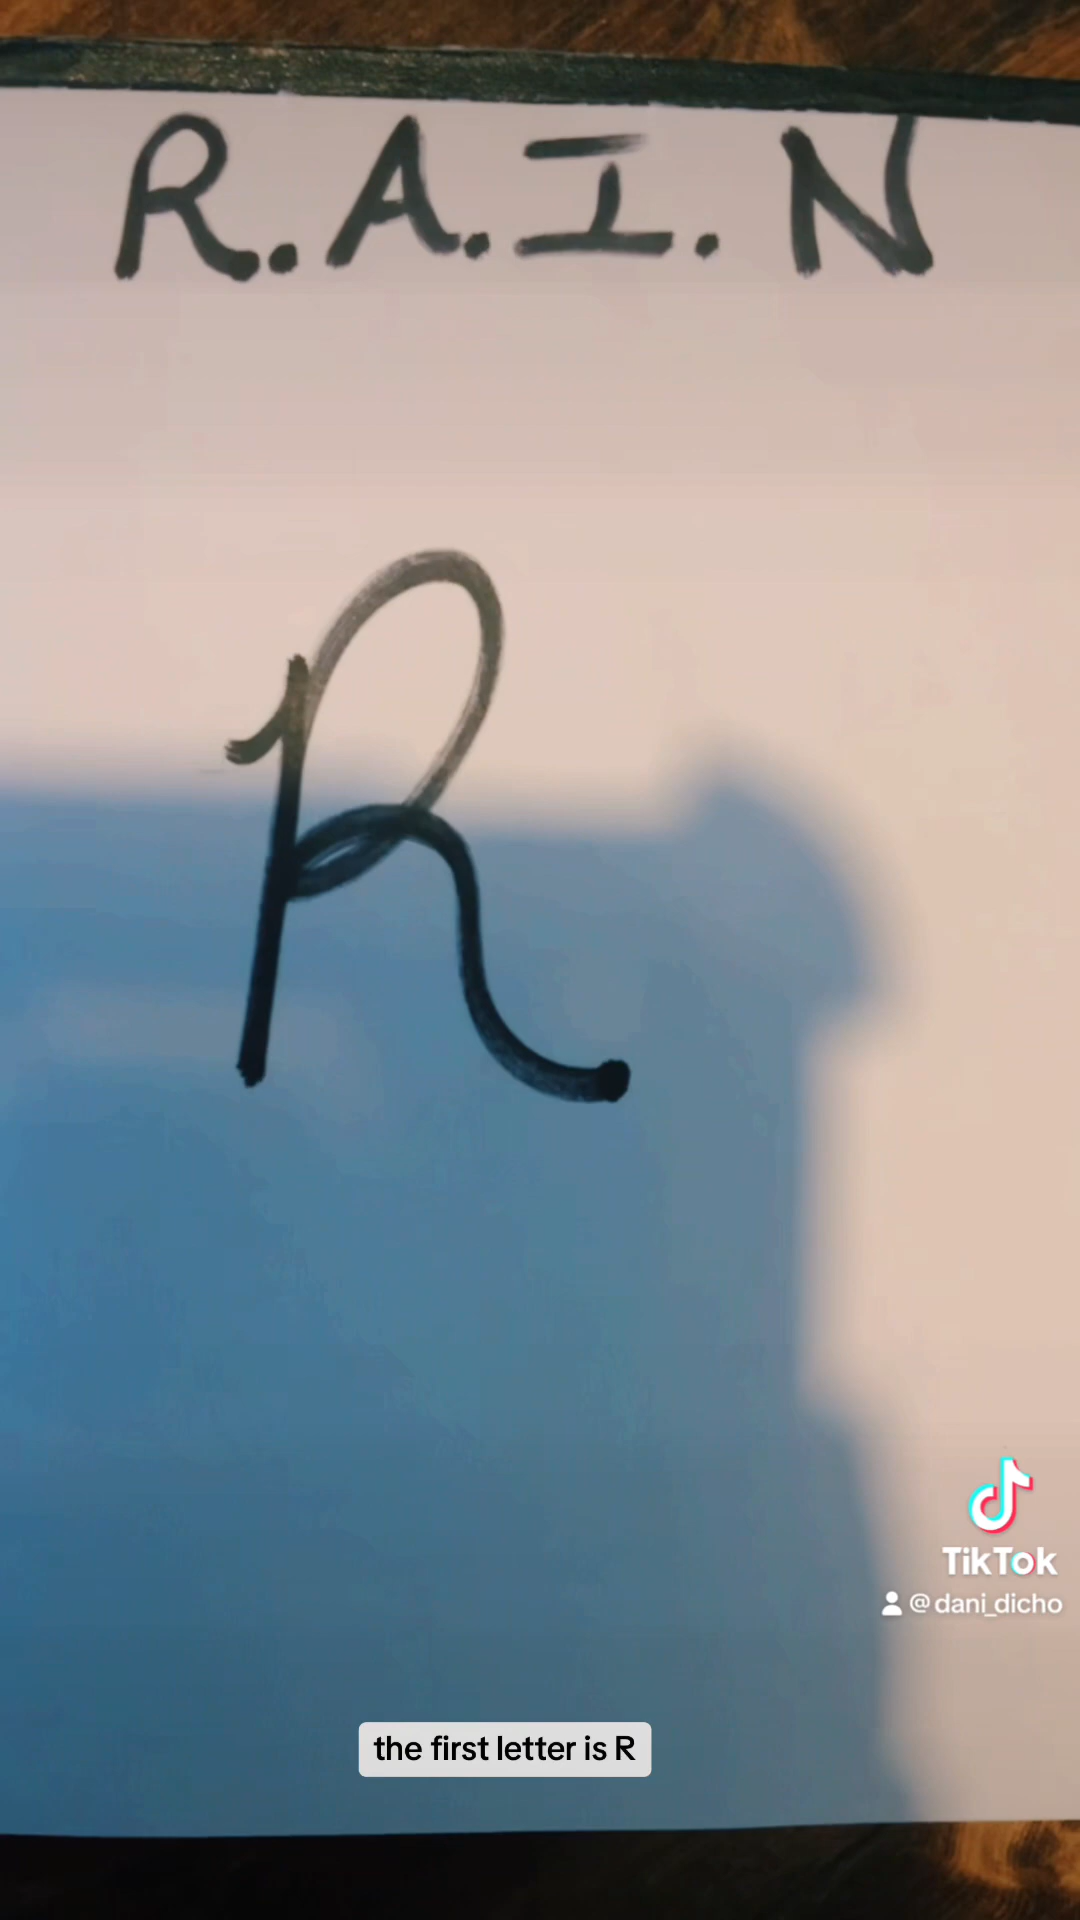 R.A.I.N
R
TikTok
@dani_dicho
the first letter is R